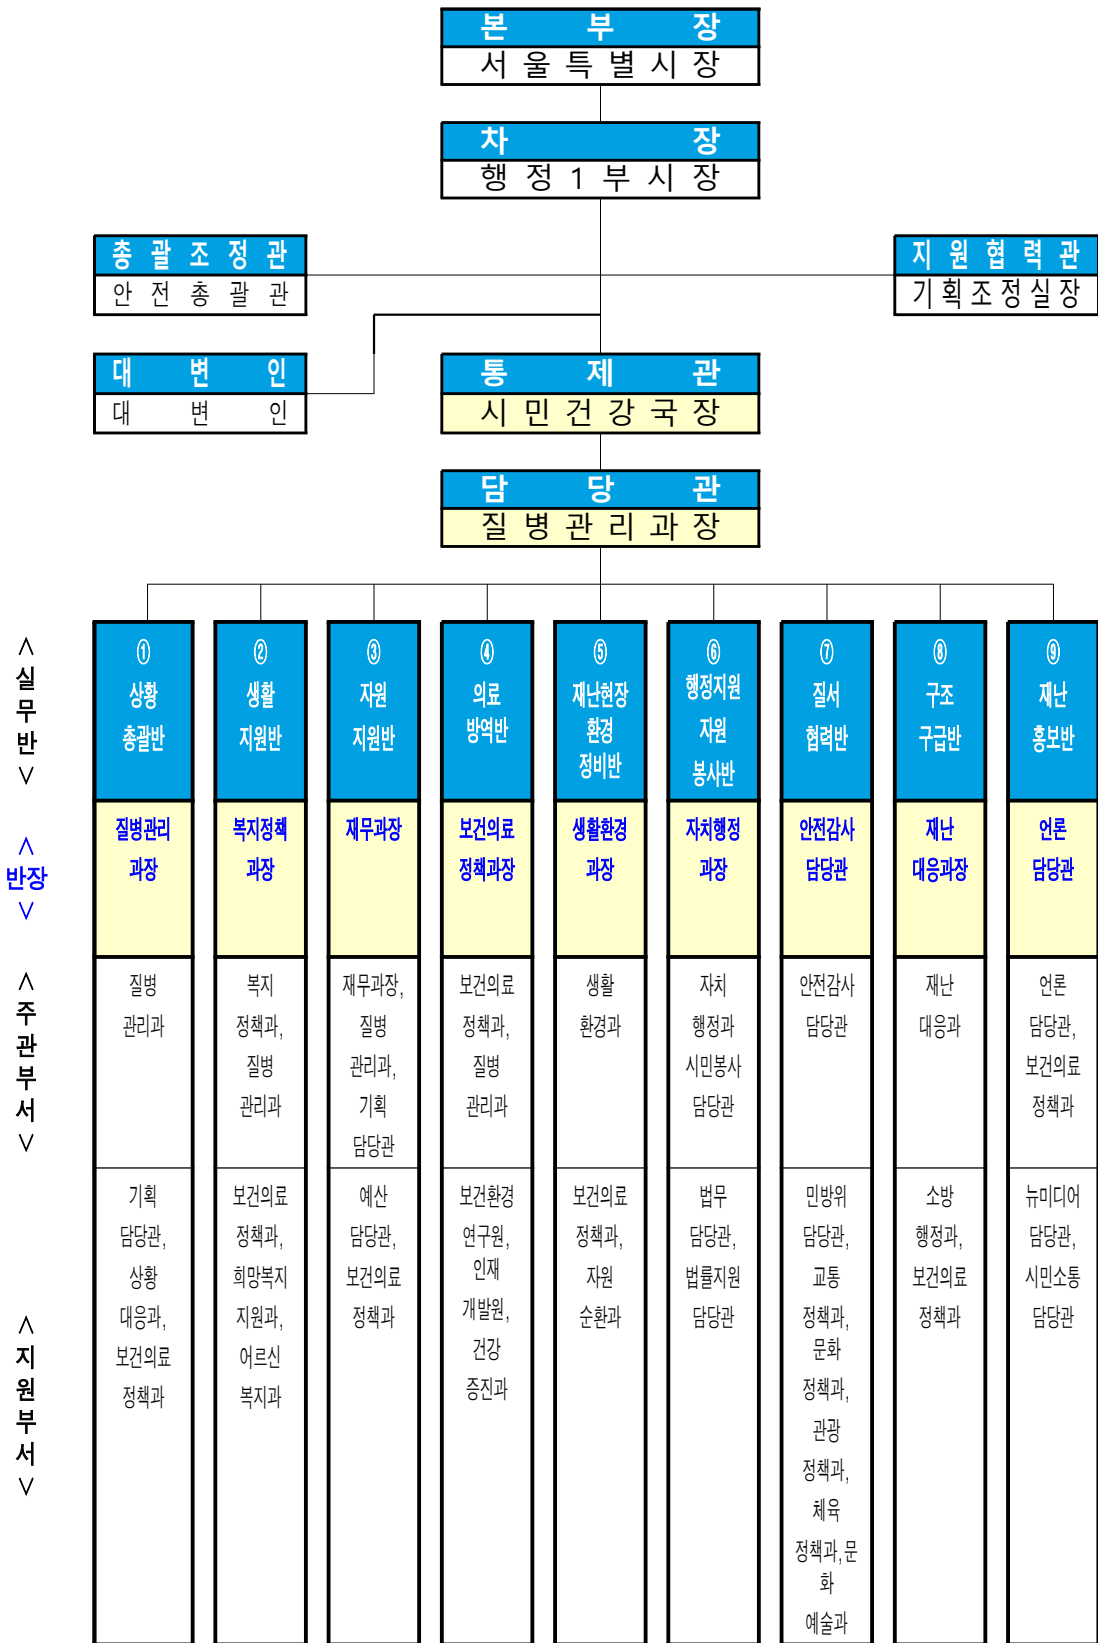 본 부 장
서 울 특 별 시 장
차 장
행 정 1 부 시 장
총 괄 조 정 관
안 전 총 괄 관
지 원 협 력 관
기 획 조 정 실 장
대 변 인
대 변 인
통 제 관
시 민 건 강 국 장
담 당 관
질 병 관 리 과 장
<실무반>
①
상황
총괄반
②
생활
지원반
③
자원
지원반
④
의료
방역반
⑤
재난현장
환경
정비반
⑥
행정지원
자원
봉사반
⑦
질서
협력반
⑧
구조
구급반
⑨
재난
홍보반
<반장>
질병관리
과장
복지정책
과장
재무과장
보건의료
정책과장
생활환경
과장
자치행정
과장
안전감사
담당관
재난
대응과장
언론
담당관
<주관부서>
질병
관리과
복지
정책과,
질병
관리과
재무과장,
질병
관리과,
기획
담당관
보건의료
정책과,
질병
관리과
생활
환경과
자치
행정과
시민봉사
담당관
안전감사
담당관
재난
대응과
언론
담당관,
보건의료
정책과
<지원부서>
기획
담당관,
상황
대응과,
보건의료
정책과
보건의료
정책과,
희망복지
지원과,
어르신
복지과
예산
담당관,
보건의료
정책과
보건환경
연구원,
인재
개발원,
건강
증진과
보건의료
정책과,
자원
순환과
법무
담당관,
법률지원
담당관
민방위
담당관,
교통
정책과,
문화
정책과,
관광
정책과,
체육
정책과,문
화
예술과
소방
행정과,
보건의료
정책과
뉴미디어
담당관,
시민소통
담당관